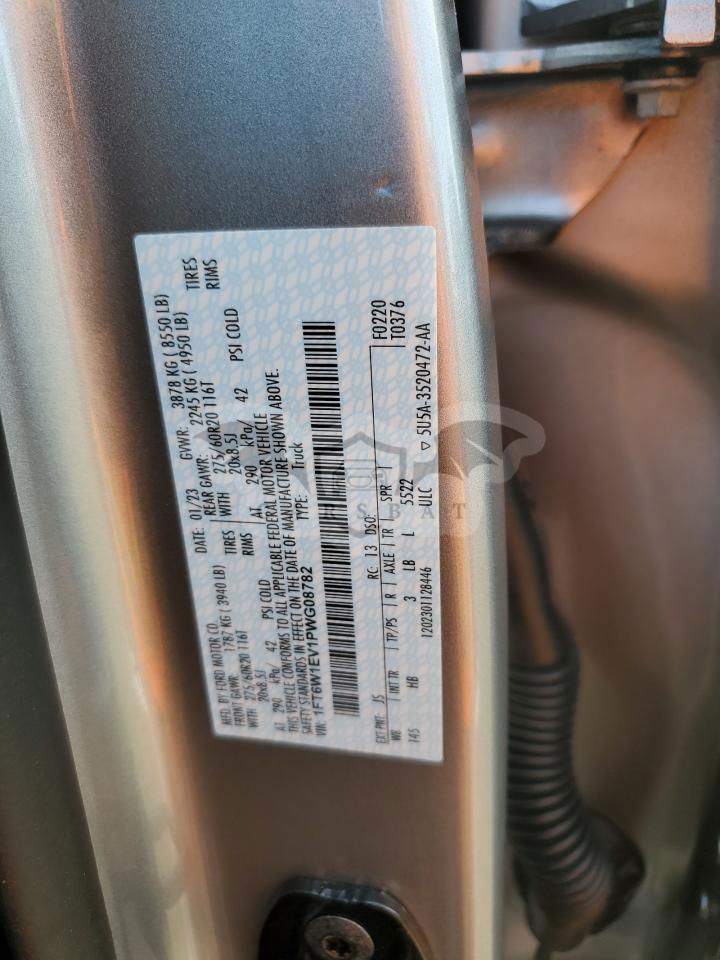 MFD. BY FORD MOTOR CO.
DATE: 01/23 GVWR: 3878 KG ( 8550 LB)
FRONT GAWR: 1787 KG ( 3940 LB) REAR GAWR: 2245 KG ( 4950 LB)
WITH 275/60R20 116T TIRES WITH 275/60R20 116T TIRES
20x8.5J RIMS 20x8.5J RIMS
AT 290 kPa/ 42 PSI COLD AT 290 kPa/ 42 PSI COLD
THIS VEHICLE CONFORMS TO ALL APPLICABLE FEDERAL MOTOR VEHICLE
SAFETY STANDARDS IN EFFECT ON THE DATE OF MANUFACTURE SHOWN ABOVE.
VIN: 1FT6W1EV1PWG08782 TYPE: Truck
F0220
T0376
EXT PNT: JS RC: 13 DSO:
WB INT TR TP/PS R AXLE TR SPR
145 HB 3 LB L 5522
1202301128446 ULC ▽ 5U5A-3520472-AA
RSBAT